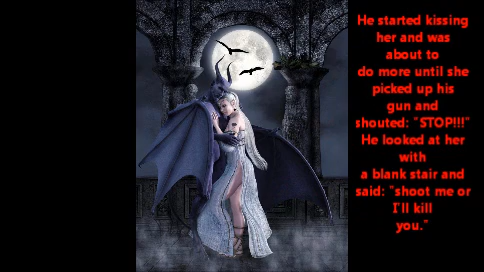 He started kissing
her and was
about to
do more until she
picked up his
gun and
shouted: "STOP!!!"
He looked at her
with
a blank stair and
said: "shoot me or
I'll kill
you."